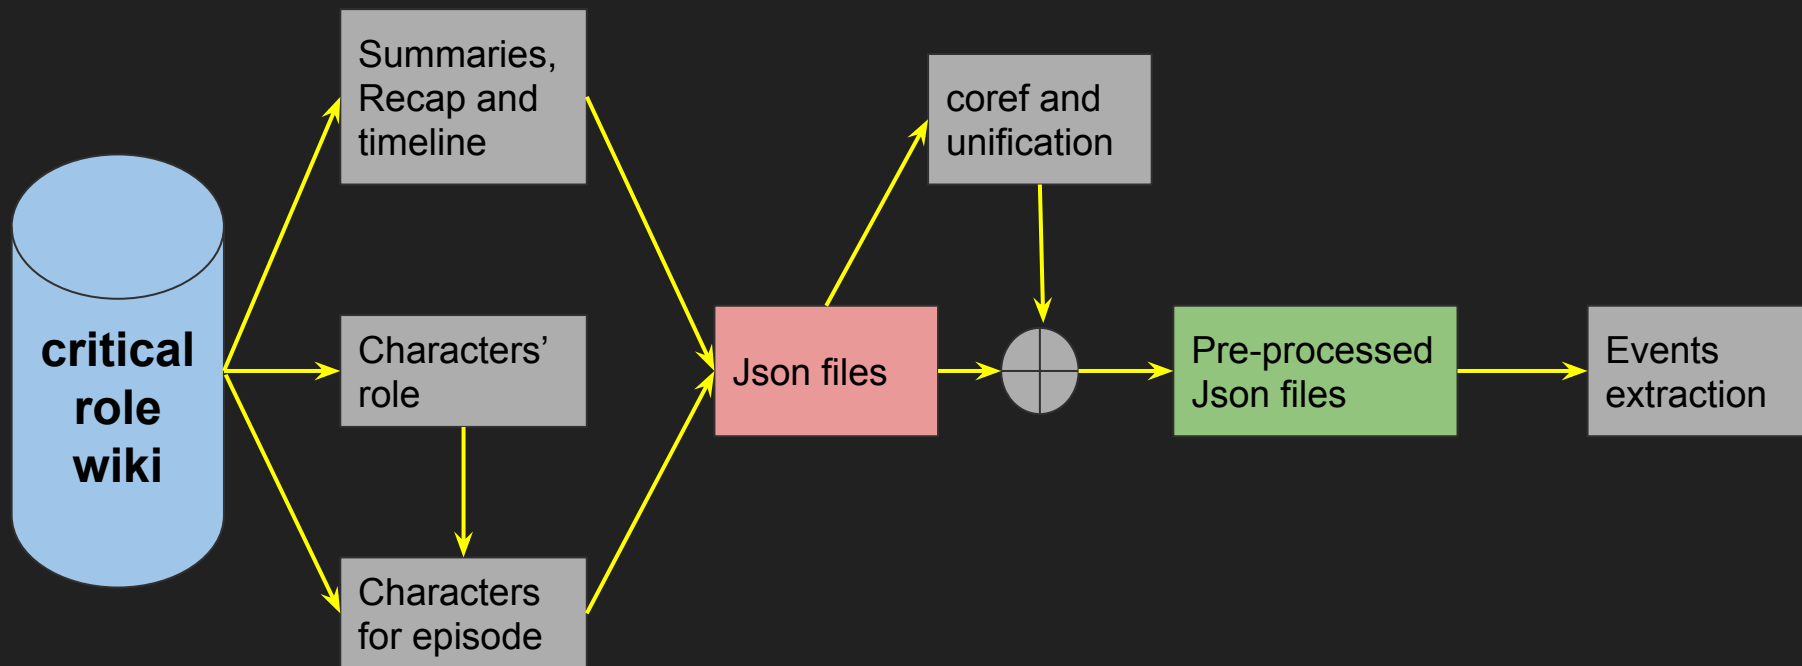 critical
role
wiki
Summaries,
Recap and
timeline
Characters’
role
Characters
for episode
Json files
coref and
unification
Pre-processed
Json files
Events
extraction